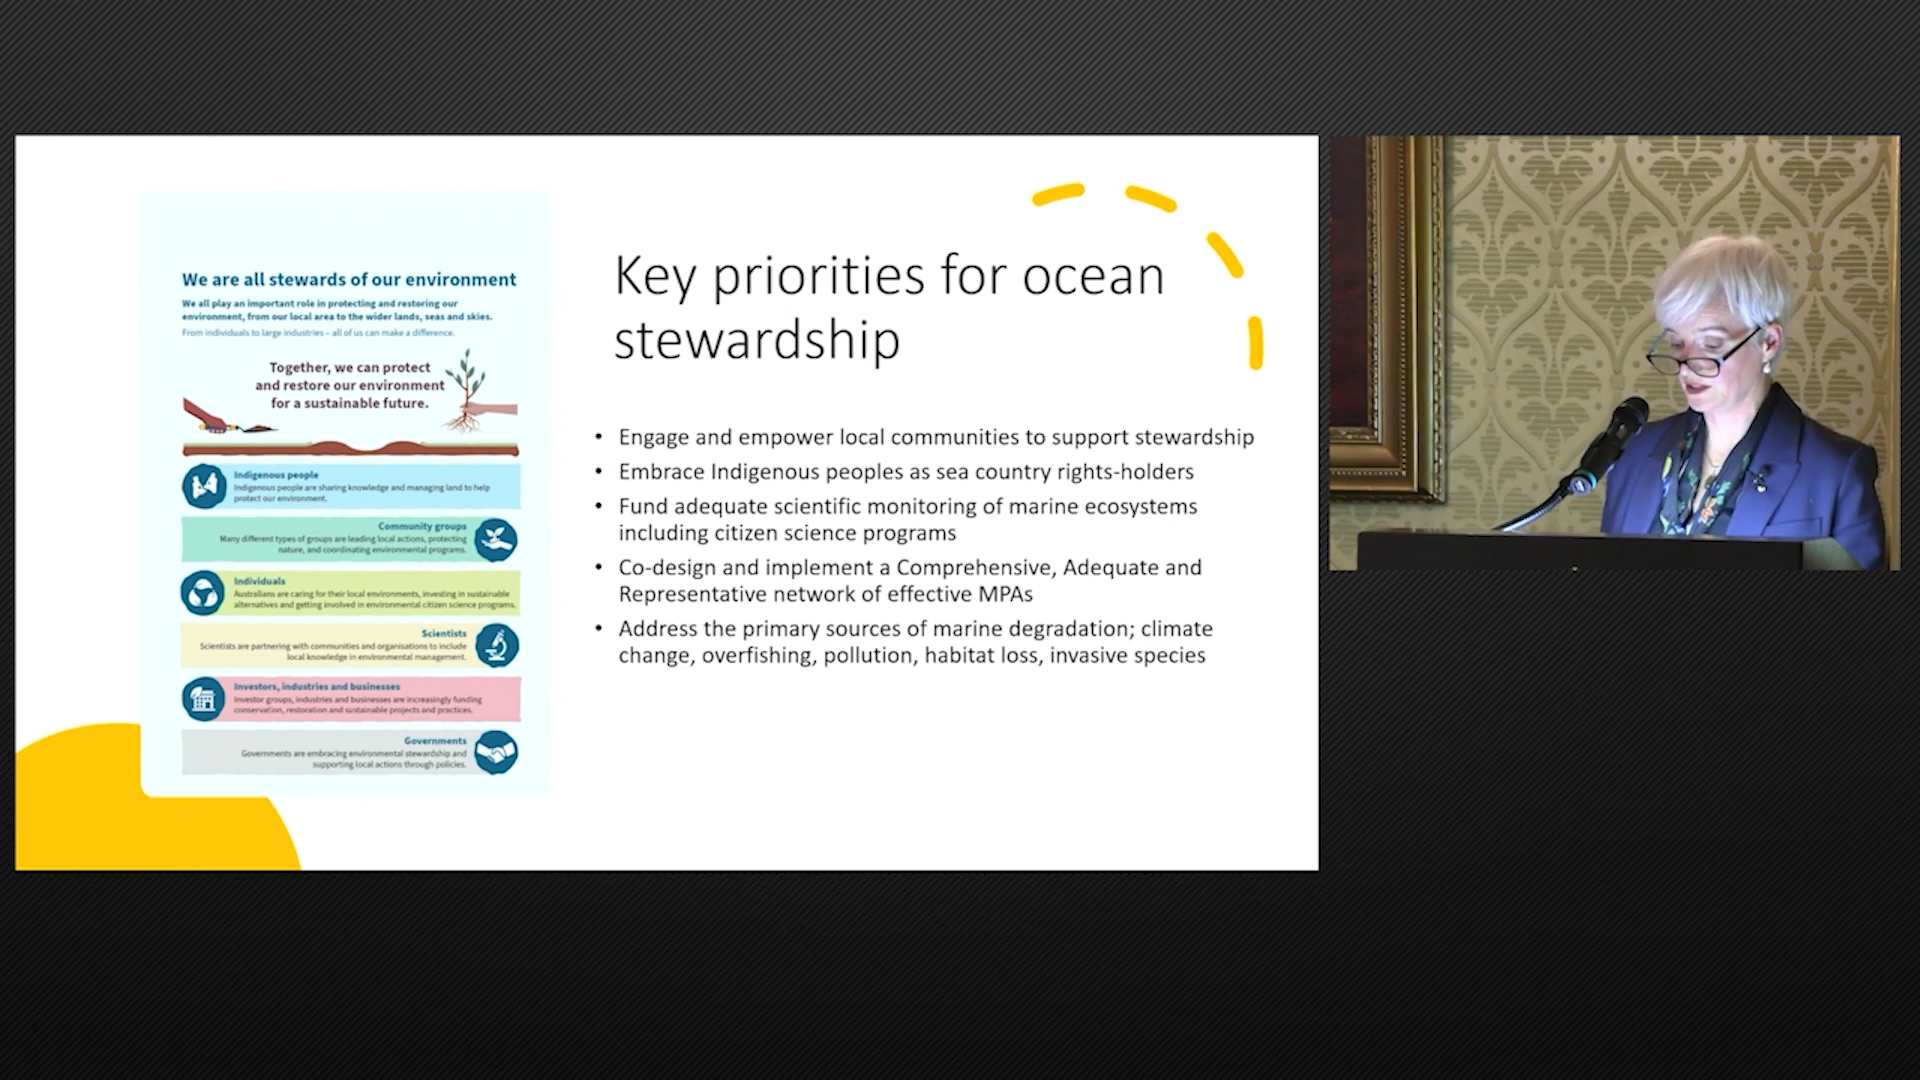 We are all stewards of our environment
We all play an important role in protecting and restoring our
environment, from our local area to the wider lands, seas and skies.
From individuals to large industries – all of us can make a difference.
Together, we can protect
and restore our environment
for a sustainable future.
Indigenous people
Indigenous people are sharing knowledge and managing land to help
protect our environment.
Community groups
Many different types of groups are leading local actions, protecting
nature, and coordinating environmental programs.
Individuals
Australians are caring for their local environments, investing in sustainable
alternatives and getting involved in environmental citizen science programs.
Scientists
Scientists are partnering with communities and organisations to include
local knowledge in environmental management.
Investors, industries and businesses
Investor groups, industries and businesses are increasingly funding
conservation, restoration and sustainable projects and practices.
Governments
Governments are embracing environmental stewardship and
supporting local actions through policies.
Key priorities for ocean
stewardship
• Engage and empower local communities to support stewardship
• Embrace Indigenous peoples as sea country rights-holders
• Fund adequate scientific monitoring of marine ecosystems
including citizen science programs
• Co-design and implement a Comprehensive, Adequate and
Representative network of effective MPAs
• Address the primary sources of marine degradation; climate
change, overfishing, pollution, habitat loss, invasive species